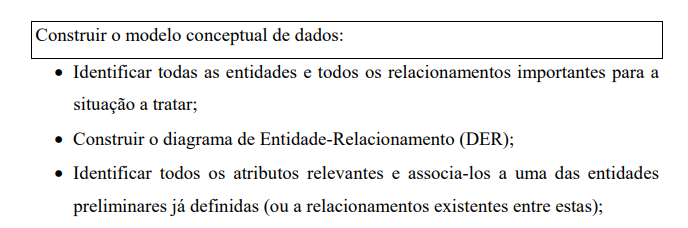 Construir o modelo conceptual de dados:
• Identificar todas as entidades e todos os relacionamentos importantes para a
situação a tratar;
• Construir o diagrama de Entidade-Relacionamento (DER);
• Identificar todos os atributos relevantes e associa-los a uma das entidades
preliminares já definidas (ou a relacionamentos existentes entre estas);